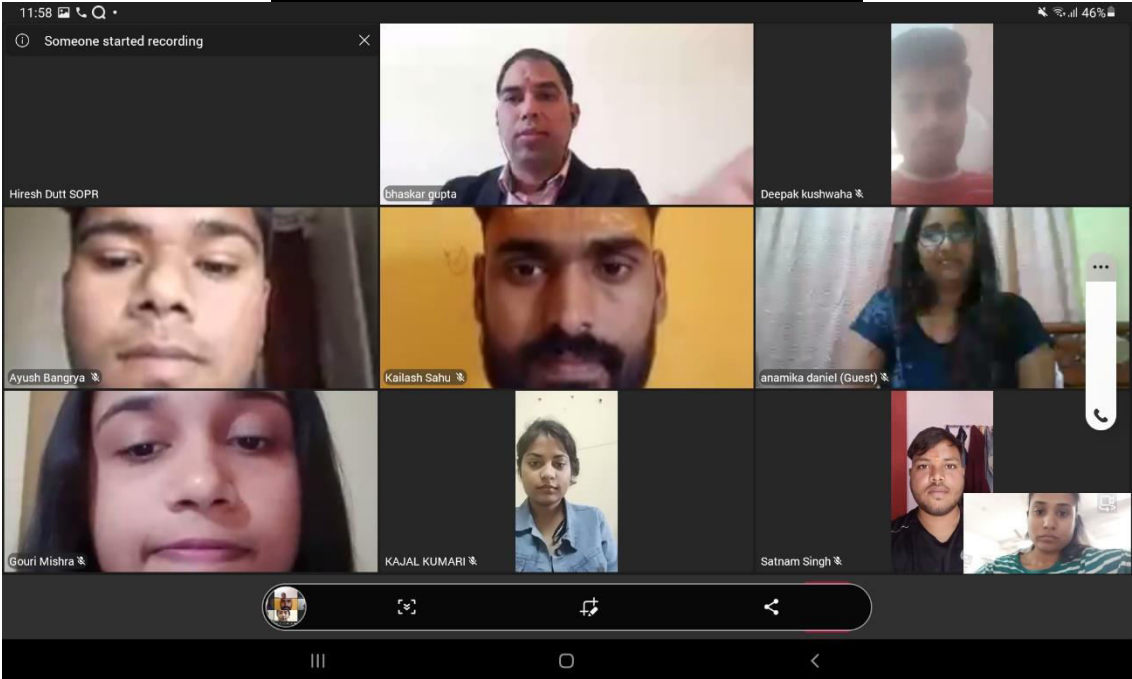 11:58
46%
Someone started recording
Hiresh Dutt SOPR
bhaskar gupta
Deepak kushwaha
Ayush Bangrya
Kailash Sahu
anamika daniel (Guest)
Gouri Mishra
KAJAL KUMARI
Satnam Singh